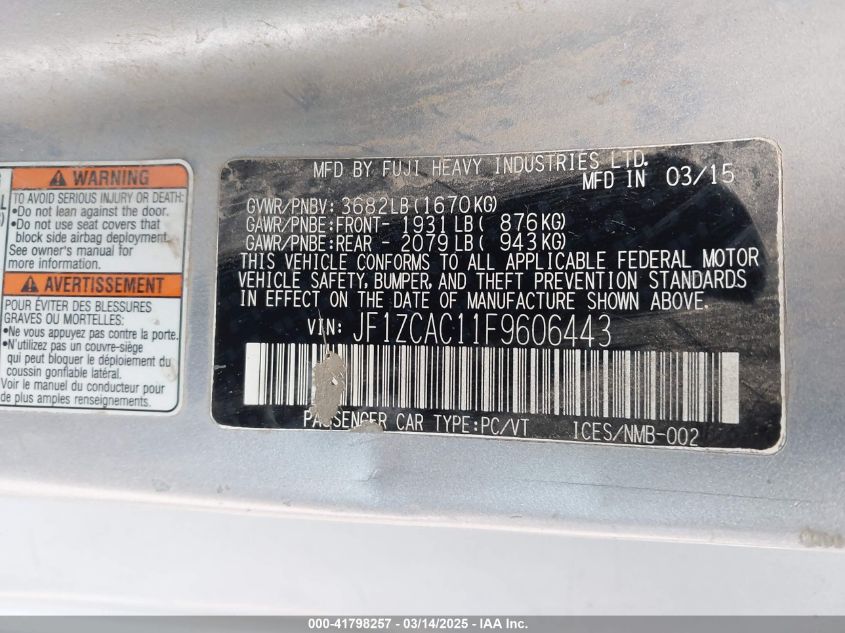 WARNING
TO AVOID SERIOUS INJURY OR DEATH:
•Do not lean against the door.
•Do not use seat covers that
block side airbag deployment.
See owner's manual for
more information.
AVERTISSEMENT
POUR ÉVITER DES BLESSURES
GRAVES OU LA MORT:
•Ne vous appuyez pas contre la porte.
•N'utilizez pas un couvre-siège
qui peut bloquer le déploiement du
coussin gonflable latéral.
Voir le manuel du conducteur pour
de plus amples renseignements.
MFD BY FUJI HEAVY INDUSTRIES LTD.
MFD IN 03/15
GVWR/PNBV: 3682LB(1670KG)
GAWR/PNBE:FRONT- 1931LB( 876KG)
GAWR/PNBE:REAR - 2079LB( 943KG)
THIS VEHICLE CONFORMS TO ALL APPLICABLE FEDERAL MOTOR
VEHICLE SAFETY, BUMPER, AND THEFT PREVENTION STANDARDS
IN EFFECT ON THE DATE OF MANUFACTURE SHOWN ABOVE.
VIN: JF1ZCAC11F9606443
PASSENGER CAR TYPE:PC/VT ICES/NMB-002
000-41798257 - 03/14/2025 - IAA Inc.